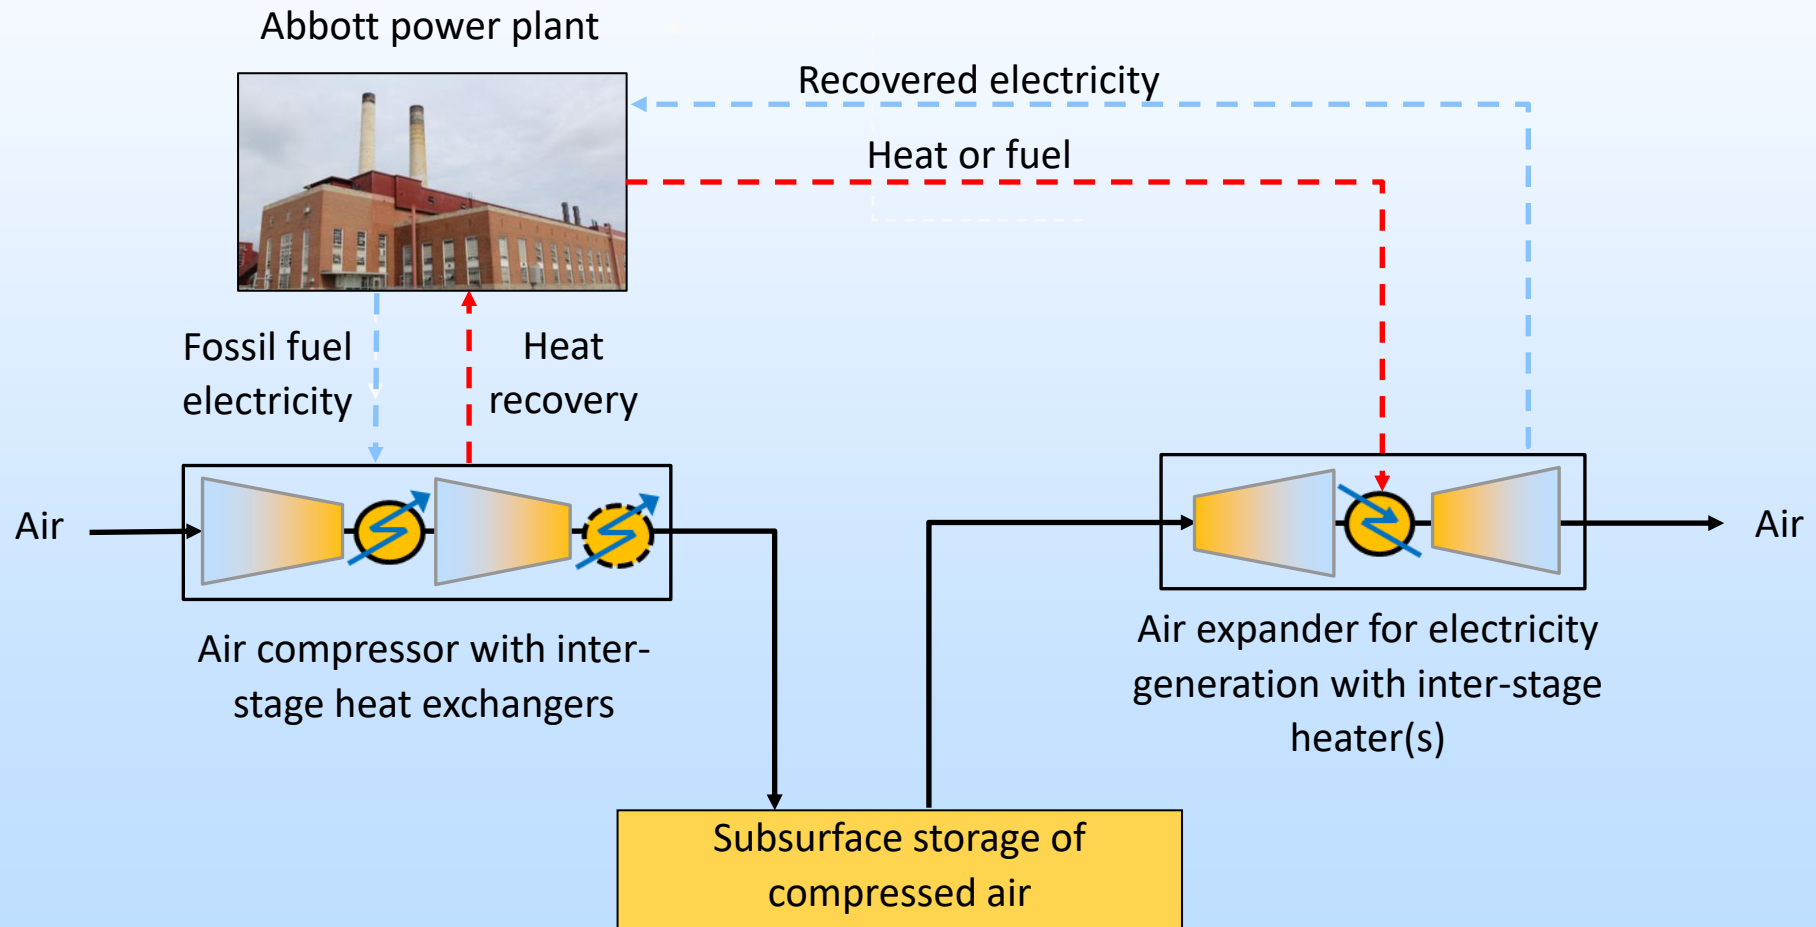 Abbott power plant
Recovered electricity
Heat or fuel
Fossil fuel
electricity
Heat
recovery
Air
Air
Air compressor with inter-
stage heat exchangers
Air expander for electricity
generation with inter-stage
heater(s)
Subsurface storage of
compressed air